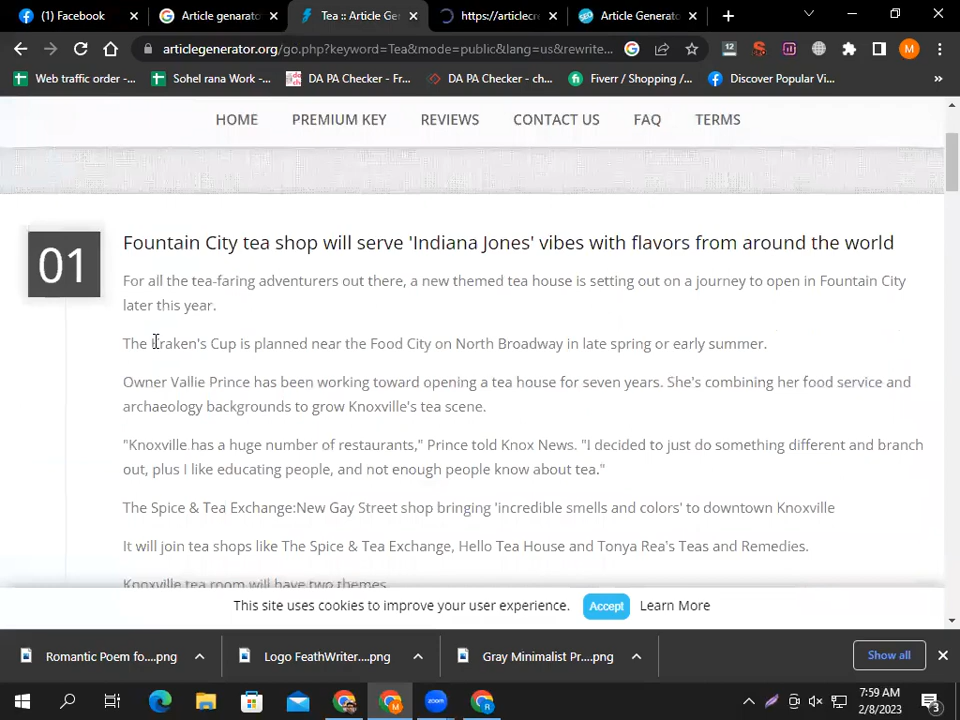 (1) Facebook
Article genarator
Tea :: Article Ge
https://articlecre
Article Generato
articlegenerator.org/go.php?keyword=Tea&mode=public&lang=us&rewrite...
12
M
Web traffic order -...
Sohel rana Work -...
DA PA Checker - Fr...
DA PA Checker - ch...
Fiverr / Shopping /...
Discover Popular Vi...
»
HOME
PREMIUM KEY
REVIEWS
CONTACT US
FAQ
TERMS
01
Fountain City tea shop will serve 'Indiana Jones' vibes with flavors from around the world
For all the tea-faring adventurers out there, a new themed tea house is setting out on a journey to open in Fountain City
later this year.
The Kraken's Cup is planned near the Food City on North Broadway in late spring or early summer.
Owner Vallie Prince has been working toward opening a tea house for seven years. She's combining her food service and
archaeology backgrounds to grow Knoxville's tea scene.
"Knoxville has a huge number of restaurants," Prince told Knox News. "I decided to just do something different and branch
out, plus I like educating people, and not enough people know about tea."
The Spice & Tea Exchange:New Gay Street shop bringing 'incredible smells and colors' to downtown Knoxville
It will join tea shops like The Spice & Tea Exchange, Hello Tea House and Tonya Rea's Teas and Remedies.
Knoxville tea room will have two themes
This site uses cookies to improve your user experience.
Accept
Learn More
Romantic Poem fo....png
Logo FeathWriter....png
Gray Minimalist Pr....png
Show all
zoom
7:59 AM
2/8/2023
3